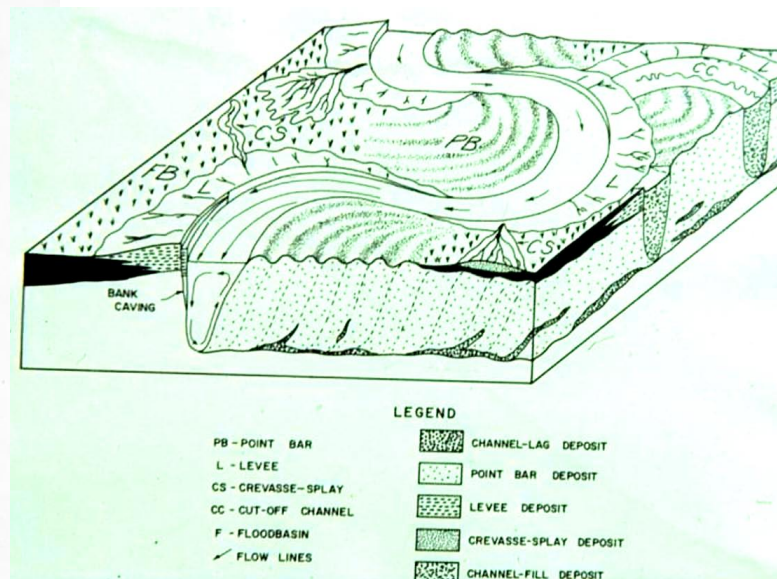 CC
PB
CS
FB
L
L
CS
BANK
CAVING
LEGEND
PB - POINT BAR
L - LEVEE
CS - CREVASSE-SPLAY
CC - CUT-OFF CHANNEL
F - FLOODBASIN
FLOW LINES
CHANNEL-LAG DEPOSIT
POINT BAR DEPOSIT
LEVEE DEPOSIT
CREVASSE-SPLAY DEPOSIT
CHANNEL-FILL DEPOSIT